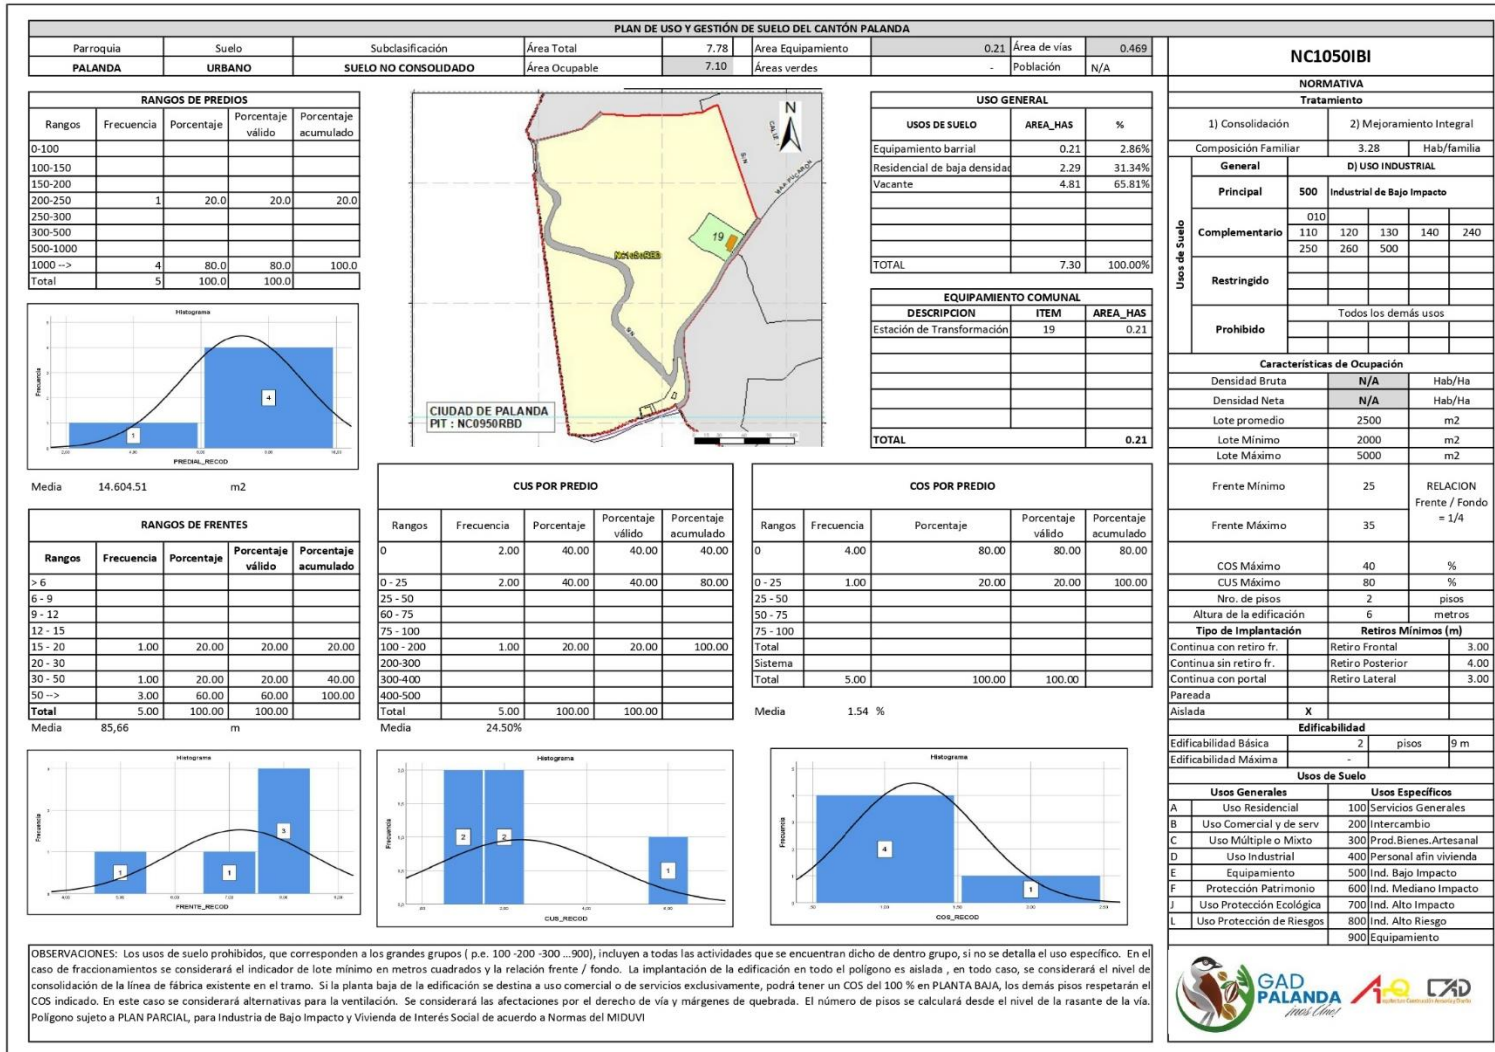 PLAN DE USO Y GESTIÓN DE SUELO DEL CANTÓN PALANDA
Parroquia Suelo Subclasificación Área Total 7.78 Area Equipamiento 0.21 Área de vías 0.469
PALANDA URBANO SUELO NO CONSOLIDADO Área Ocupable 7.10 Áreas verdes - Población N/A
NC1050IBI
RANGOS DE PREDIOS
Rangos Frecuencia Porcentaje Porcentaje válido Porcentaje acumulado
0-100
100-150
150-200
200-250 1 20.0 20.0 20.0
250-300
300-500
500-1000
1000 --> 4 80.0 80.0 100.0
Total 5 100.0 100.0
Histograma
Frecuencia
1
4
2,00 4,00 6,00 8,00 10,00
PREDIAL_RECOD
Media 14.604.51 m2
N
CALLE
S/N
19
S/N
CIUDAD DE PALANDA
PIT : NC0950RBD
USO GENERAL
USOS DE SUELO AREA_HAS %
Equipamiento barrial 0.21 2.86%
Residencial de baja densidad 2.29 31.34%
Vacante 4.81 65.81%
TOTAL 7.30 100.00%
EQUIPAMIENTO COMUNAL
DESCRIPCION ITEM AREA_HAS
Estación de Transformación 19 0.21
TOTAL 0.21
RANGOS DE FRENTES
Rangos Frecuencia Porcentaje Porcentaje válido Porcentaje acumulado
> 6
6 - 9
9 - 12
12 - 15
15 - 20 1.00 20.00 20.00 20.00
20 - 30
30 - 50 1.00 20.00 20.00 40.00
50 --> 3.00 60.00 60.00 100.00
Total 5.00 100.00 100.00
Media 85,66 m
CUS POR PREDIO
Rangos Frecuencia Porcentaje Porcentaje válido Porcentaje acumulado
0 2.00 40.00 40.00 40.00
0 - 25 2.00 40.00 40.00 80.00
25 - 50
60 - 75
75 - 100
100 - 200 1.00 20.00 20.00 100.00
200-300
300-400
400-500
Total 5.00 100.00 100.00
Media 24.50%
COS POR PREDIO
Rangos Frecuencia Porcentaje Porcentaje válido Porcentaje acumulado
0 4.00 80.00 80.00 80.00
0 - 25 1.00 20.00 20.00 100.00
25 - 50
50 - 75
75 - 100
Total
Sistema
Total 5.00 100.00 100.00
Media 1.54 %
Histograma
Frecuencia
1
1
3
FRENTE_RECOD
Histograma
Frecuencia
2
2
1
CUS_RECOD
Histograma
Frecuencia
4
1
COS_RECOD
NORMATIVA
Tratamiento
1) Consolidación 2) Mejoramiento Integral
Composición Familiar 3.28 Hab/familia
Usos de Suelo
General D) USO INDUSTRIAL
Principal 500 Industrial de Bajo Impacto
Complementario
010
110 120 130 140 240
250 260 500
Restringido
Prohibido Todos los demás usos
Características de Ocupación
Densidad Bruta N/A Hab/Ha
Densidad Neta N/A Hab/Ha
Lote promedio 2500 m2
Lote Mínimo 2000 m2
Lote Máximo 5000 m2
Frente Mínimo 25 RELACION Frente / Fondo = 1/4
Frente Máximo 35
COS Máximo 40 %
CUS Máximo 80 %
Nro. de pisos 2 pisos
Altura de la edificación 6 metros
Tipo de Implantación Retiros Mínimos (m)
Continua con retiro fr. Retiro Frontal 3.00
Continua sin retiro fr. Retiro Posterior 4.00
Continua con portal Retiro Lateral 3.00
Pareada
Aislada X
Edificabilidad
Edificabilidad Básica 2 pisos 9 m
Edificabilidad Máxima -
Usos de Suelo
Usos Generales Usos Específicos
A Uso Residencial 100 Servicios Generales
B Uso Comercial y de serv 200 Intercambio
C Uso Múltiple o Mixto 300 Prod.Bienes.Artesanal
D Uso Industrial 400 Personal afin vivienda
E Equipamiento 500 Ind. Bajo Impacto
F Protección Patrimonio 600 Ind. Mediano Impacto
J Uso Protección Ecológica 700 Ind. Alto Impacto
L Uso Protección de Riesgos 800 Ind. Alto Riesgo
900 Equipamiento
OBSERVACIONES: Los usos de suelo prohibidos, que corresponden a los grandes grupos ( p.e. 100 -200 -300 ...900), incluyen a todas las actividades que se encuentran dicho de dentro grupo, si no se detalla el uso específico. En el
caso de fraccionamientos se considerará el indicador de lote mínimo en metros cuadrados y la relación frente / fondo. La implantación de la edificación en todo el polígono es aislada , en todo caso, se considerará el nivel de
consolidación de la línea de fábrica existente en el tramo. Si la planta baja de la edificación se destina a uso comercial o de servicios exclusivamente, podrá tener un COS del 100 % en PLANTA BAJA, los demás pisos respetarán el
COS indicado. En este caso se considerará alternativas para la ventilación. Se considerará las afectaciones por el derecho de vía y márgenes de quebrada. El número de pisos se calculará desde el nivel de la rasante de la vía.
Polígono sujeto a PLAN PARCIAL, para Industria de Bajo Impacto y Vivienda de Interés Social de acuerdo a Normas del MIDUVI
GAD
PALANDA